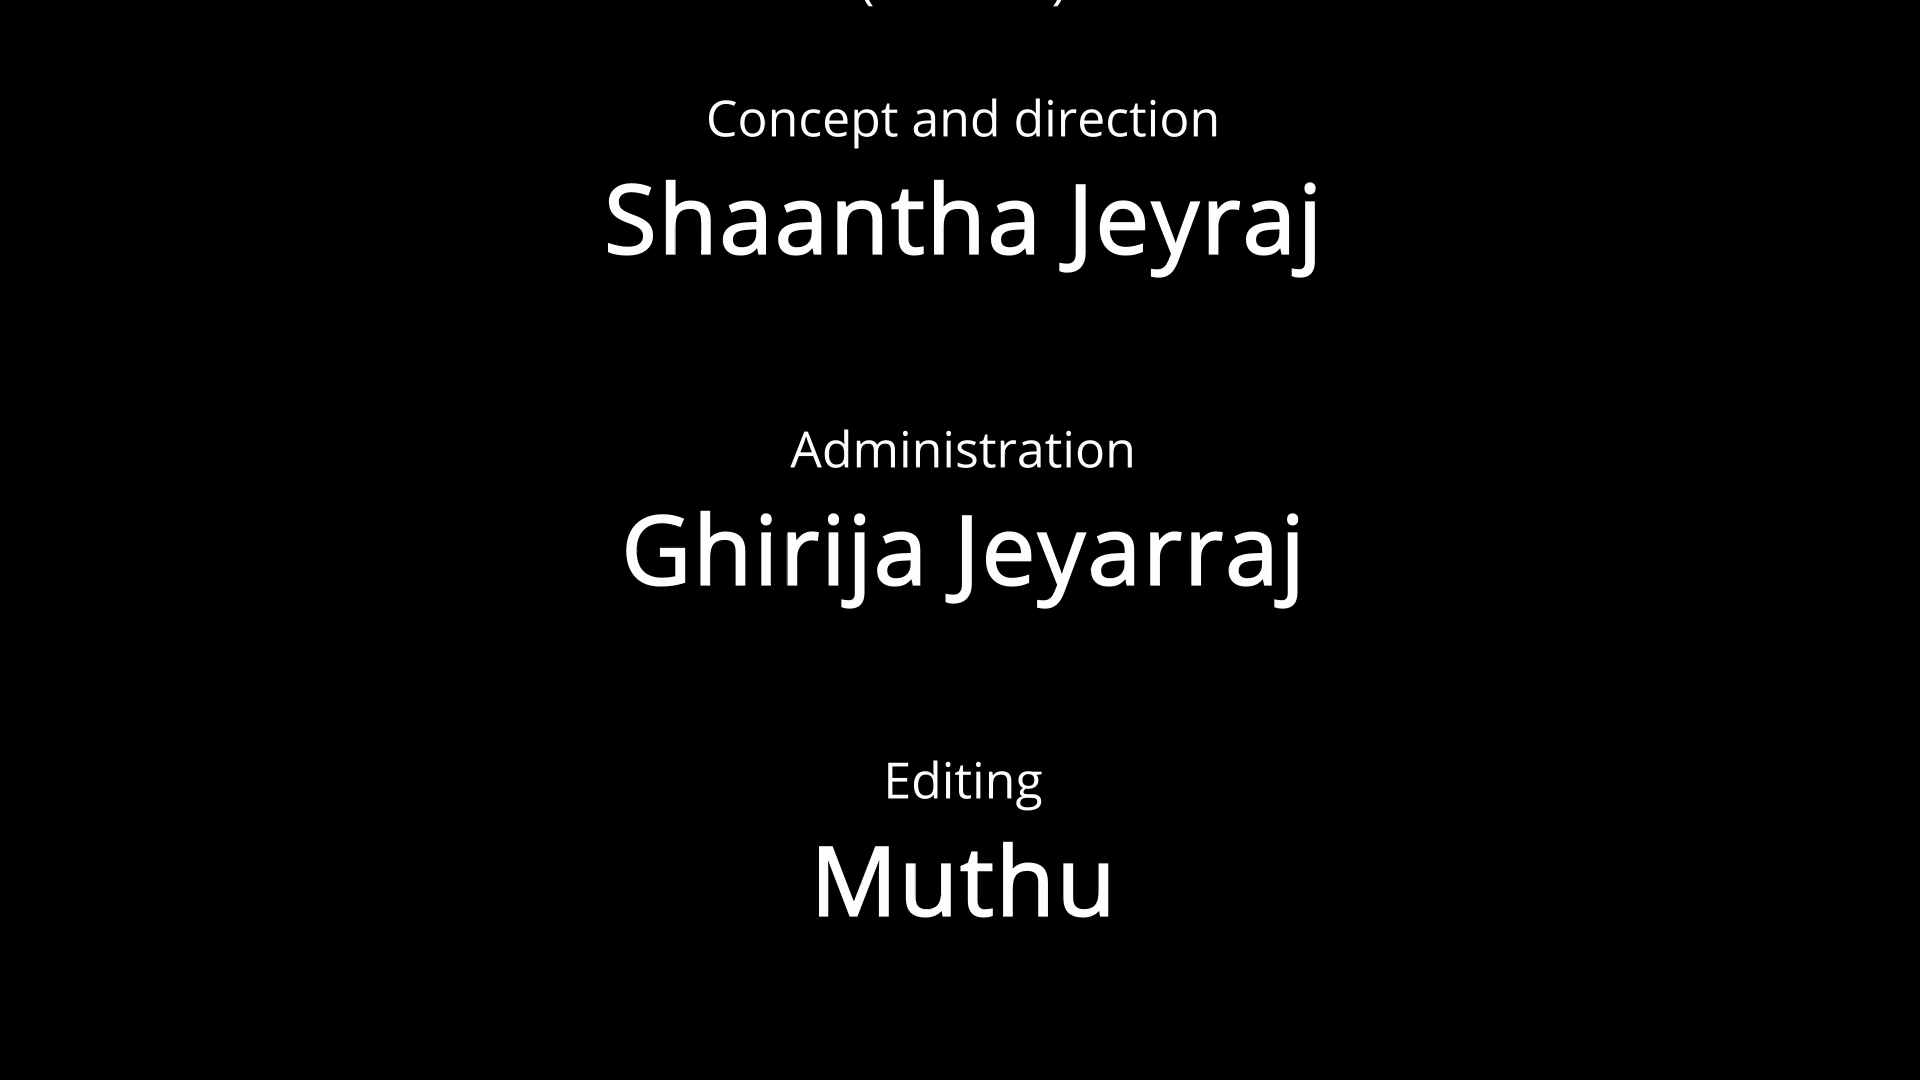 Concept and direction
Shaantha Jeyraj
Administration
Ghirija Jeyarraj
Editing
Muthu